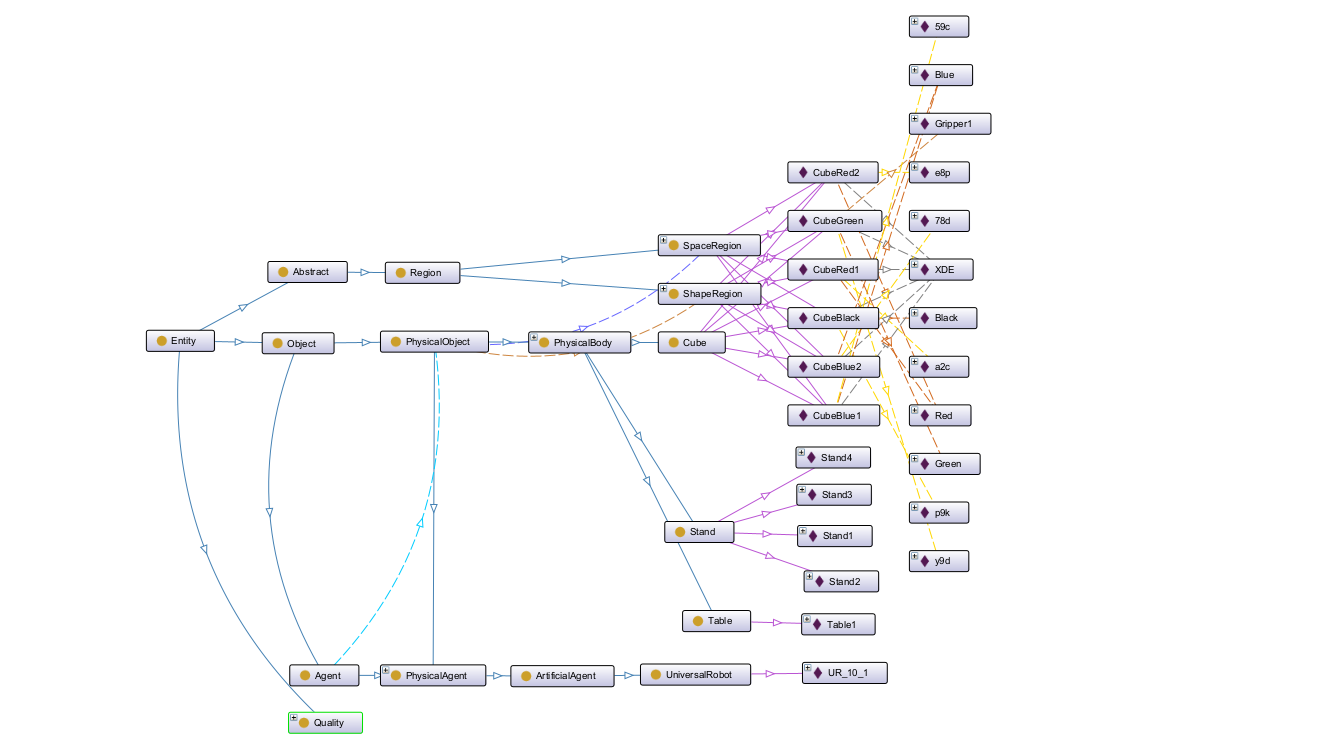 59c
Blue
Gripper1
CubeRed2
e8p
CubeGreen
78d
SpaceRegion
Abstract
Region
CubeRed1
XDE
ShapeRegion
CubeBlack
Black
Entity
Object
PhysicalObject
PhysicalBody
Cube
CubeBlue2
a2c
CubeBlue1
Red
Stand4
Green
Stand3
p9k
Stand
Stand1
y9d
Stand2
Table
Table1
Agent
PhysicalAgent
ArtificialAgent
UniversalRobot
UR_10_1
Quality